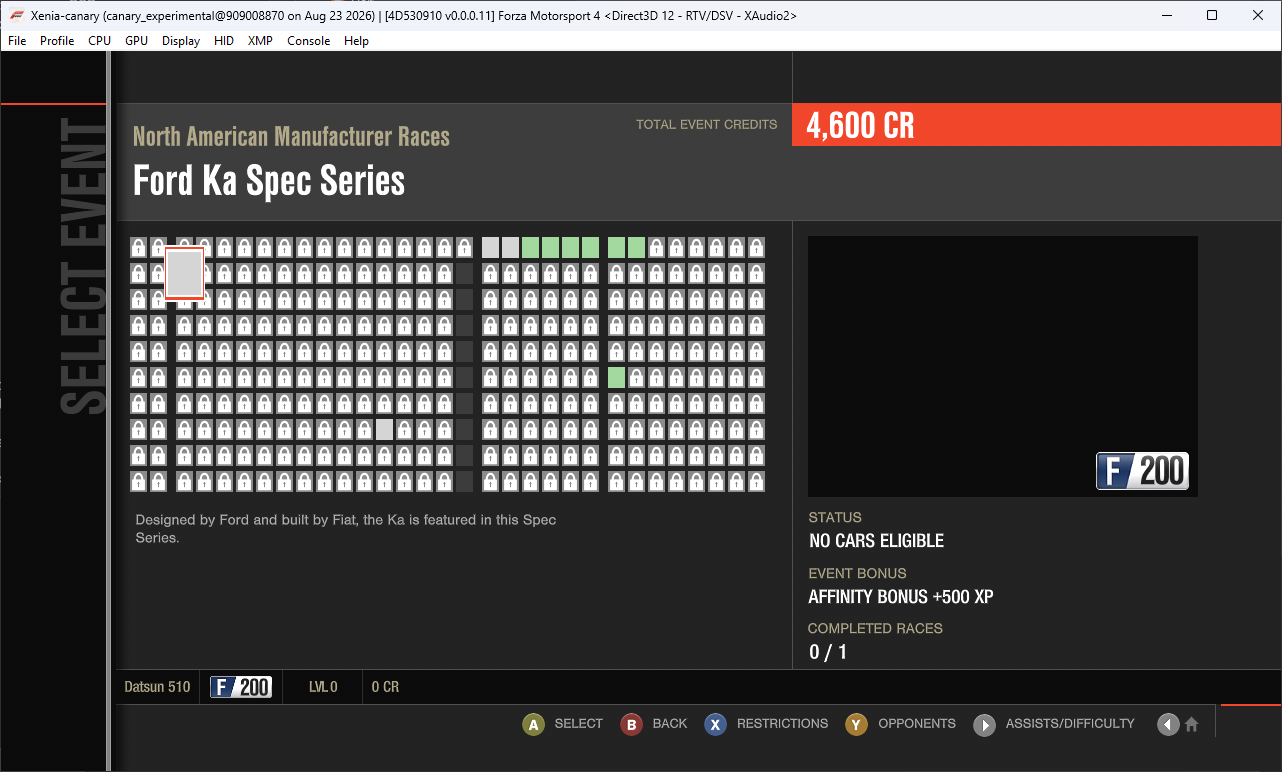 Xenia-canary (canary_experimental@909008870 on Aug 23 2026) | [4D530910 v0.0.0.11] Forza Motorsport 4 <Direct3D 12 - RTV/DSV - XAudio2>
File Profile CPU GPU Display HID XMP Console Help
SELECT EVENT
North American Manufacturer Races
TOTAL EVENT CREDITS
4,600 CR
Ford Ka Spec Series
Designed by Ford and built by Fiat, the Ka is featured in this Spec
Series.
F 200
STATUS
NO CARS ELIGIBLE
EVENT BONUS
AFFINITY BONUS +500 XP
COMPLETED RACES
0 / 1
Datsun 510 F 200 LVL 0 0 CR
A SELECT B BACK X RESTRICTIONS Y OPPONENTS ASSISTS/DIFFICULTY